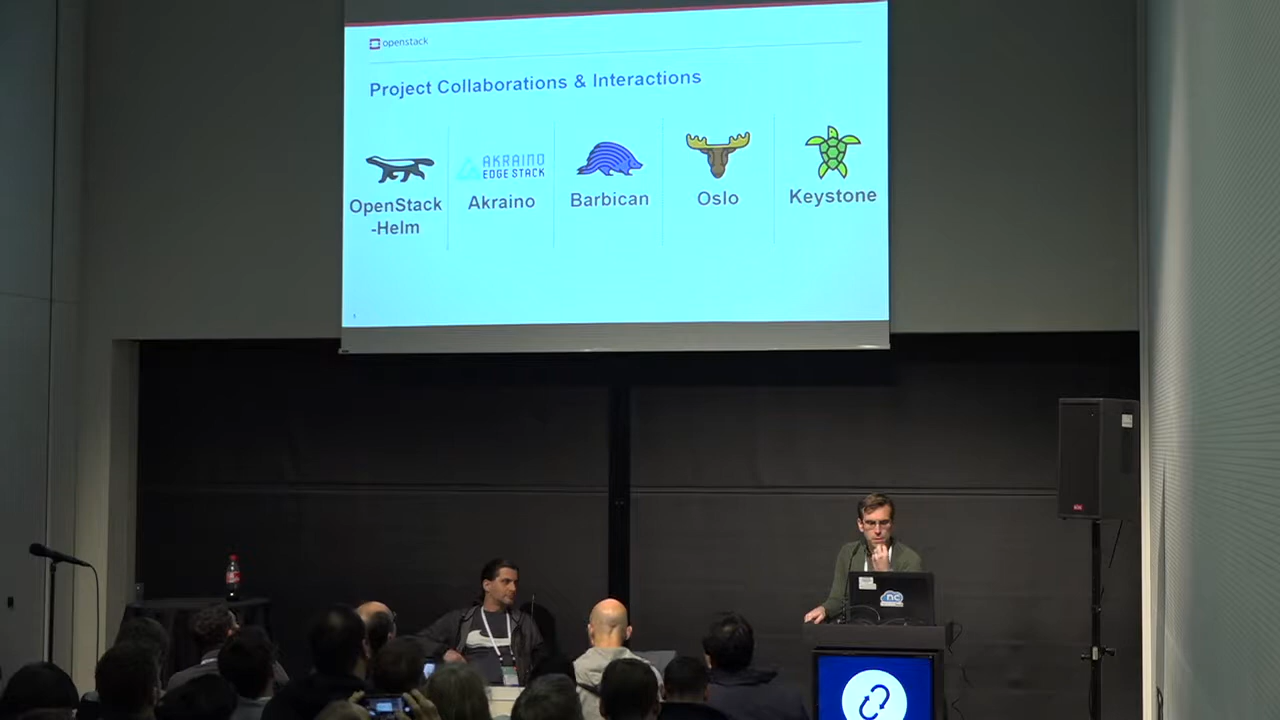 openstack
Project Collaborations & Interactions
AKRAINO
EDGE STACK
OpenStack
-Helm
Akraino
Barbican
Oslo
Keystone
nc